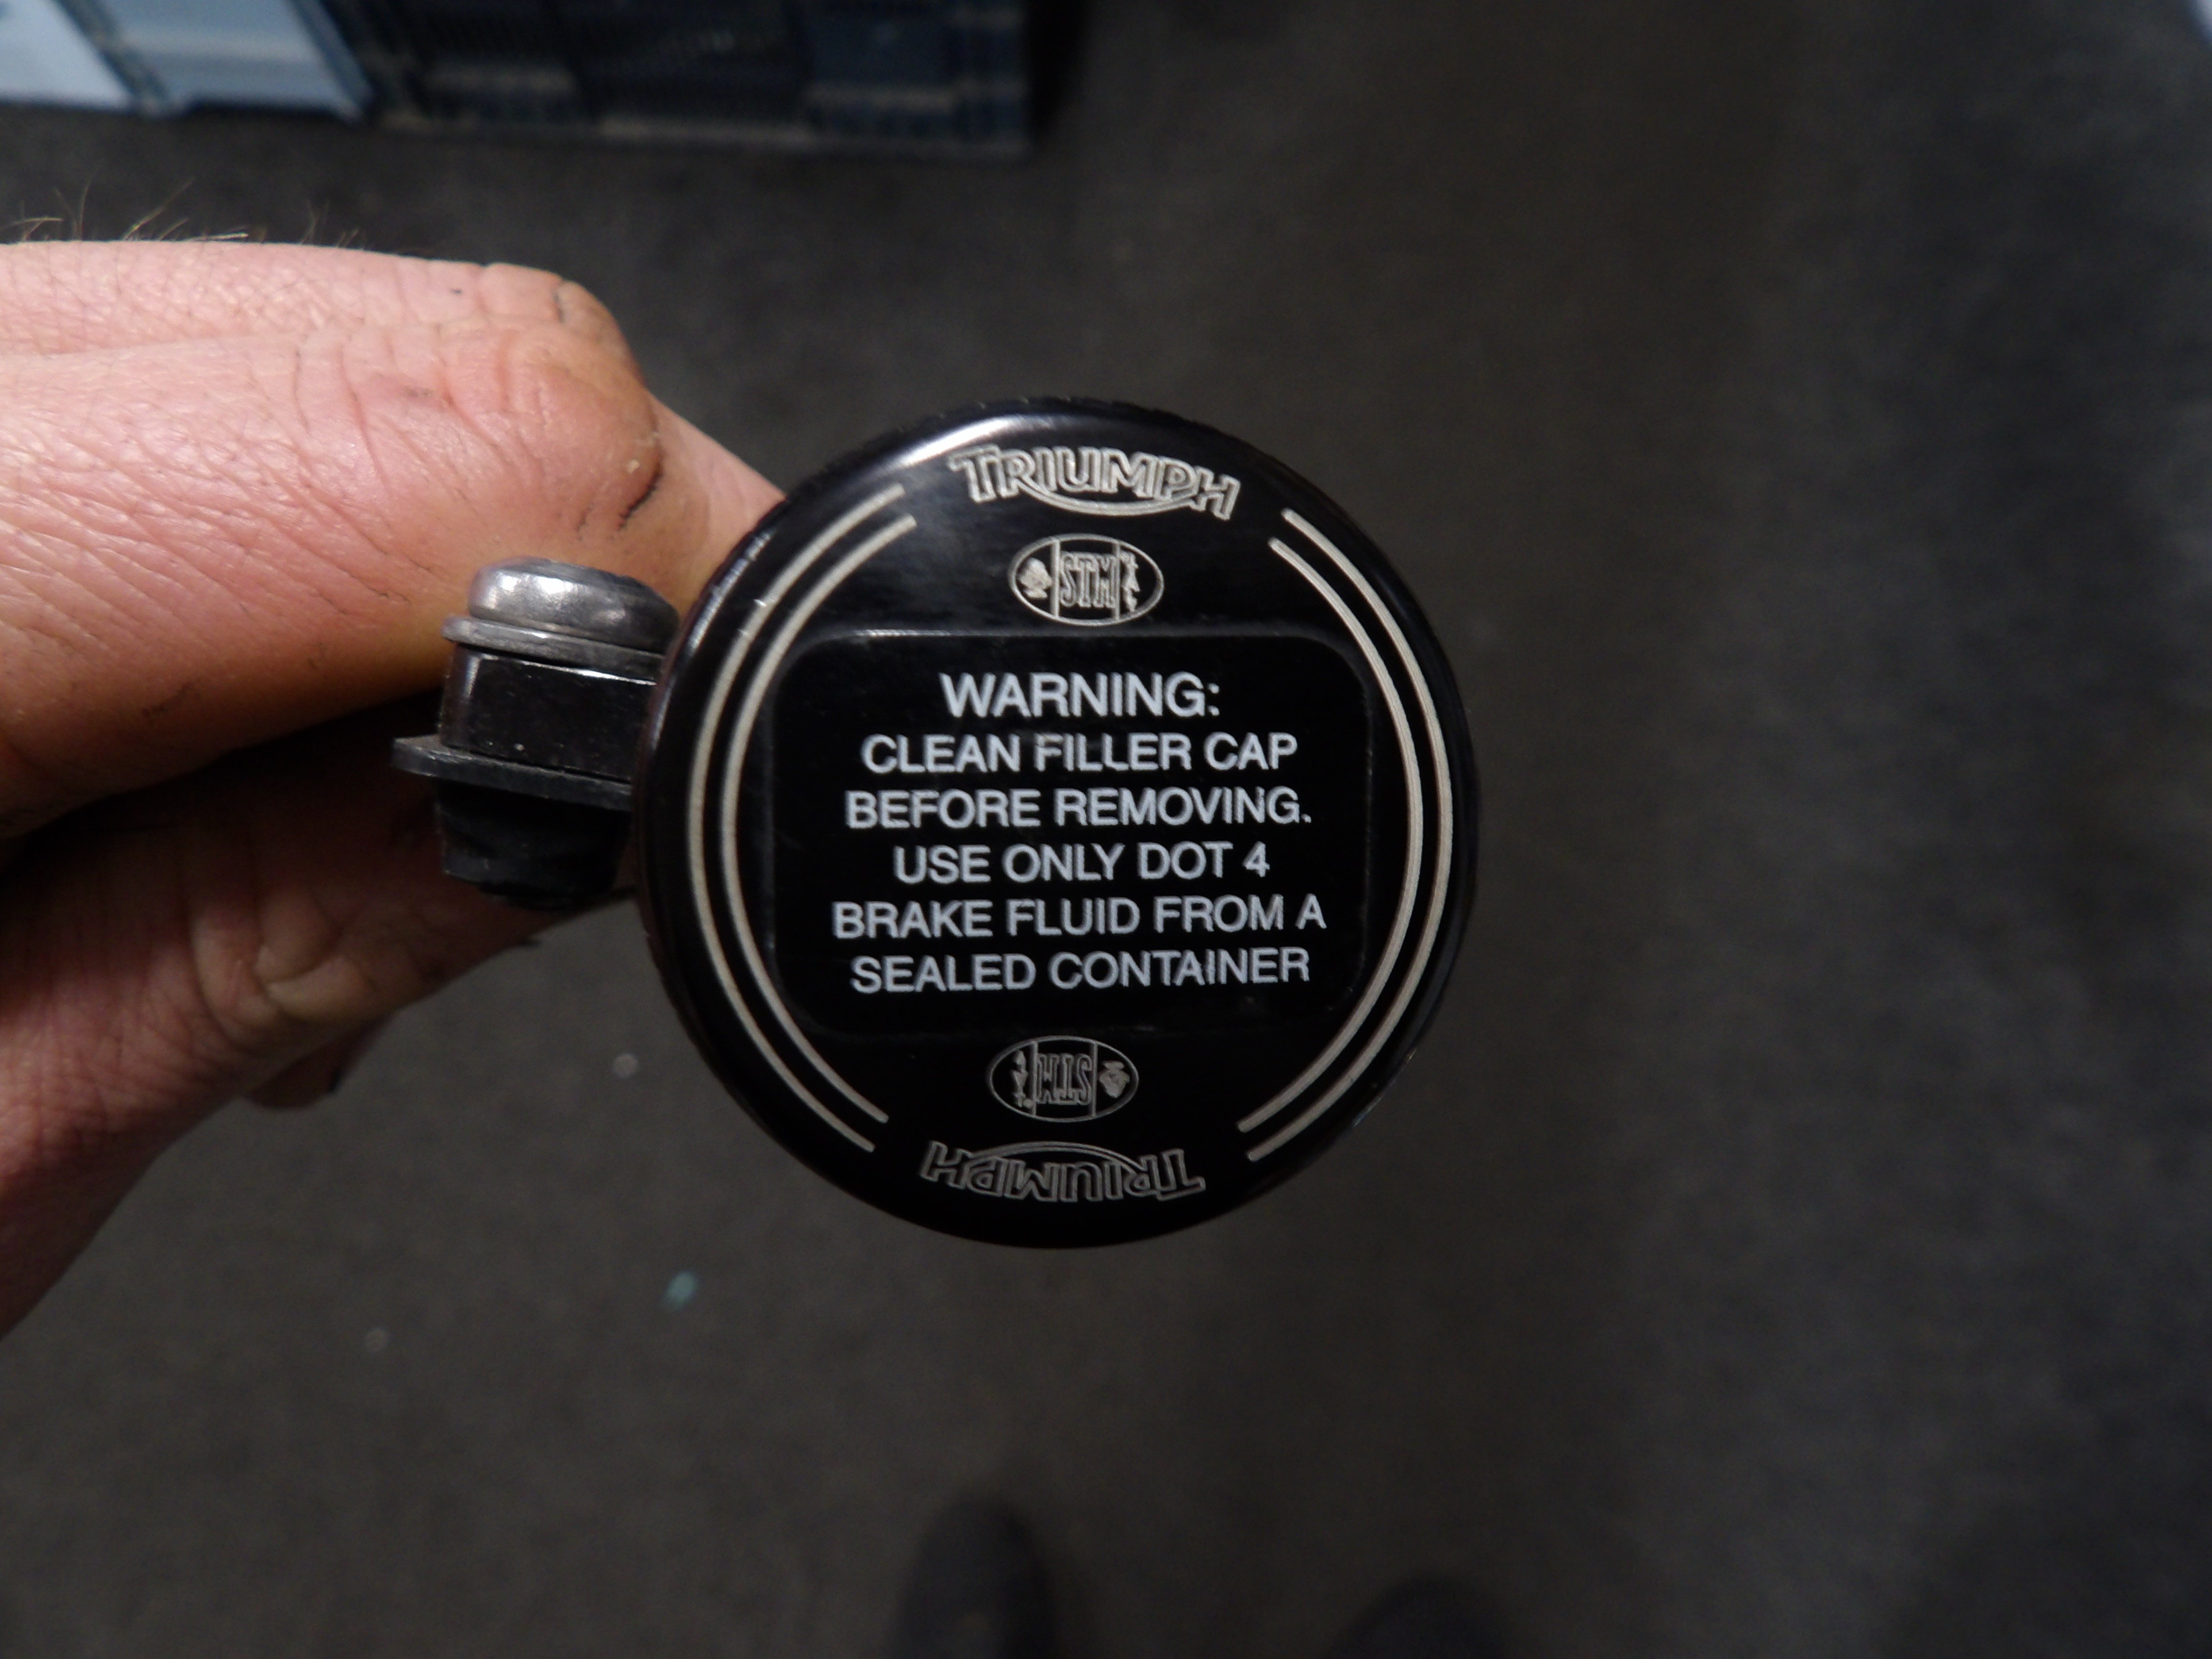 TRIUMPH
STM
WARNING:
CLEAN FILLER CAP
BEFORE REMOVING.
USE ONLY DOT 4
BRAKE FLUID FROM A
SEALED CONTAINER
STM
TRIUMPH